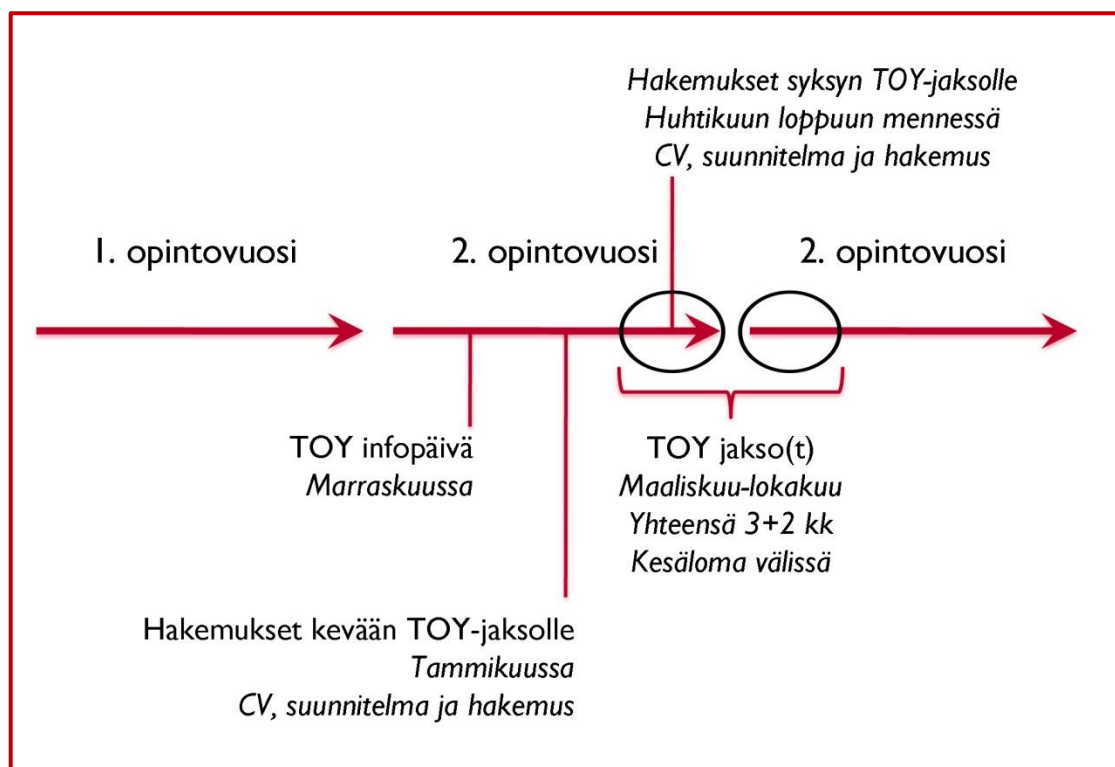 Hakemukset syksyn TOY-jaksolle
Huhtikuun loppuun mennessä
CV, suunnitelma ja hakemus
1. opintovuosi
2. opintovuosi
2. opintovuosi
TOY infopäivä
Marraskuussa
TOY jakso(t)
Maaliskuu-lokakuu
Yhteensä 3+2 kk
Kesäloma välissä
Hakemukset kevään TOY-jaksolle
Tammikuussa
CV, suunnitelma ja hakemus